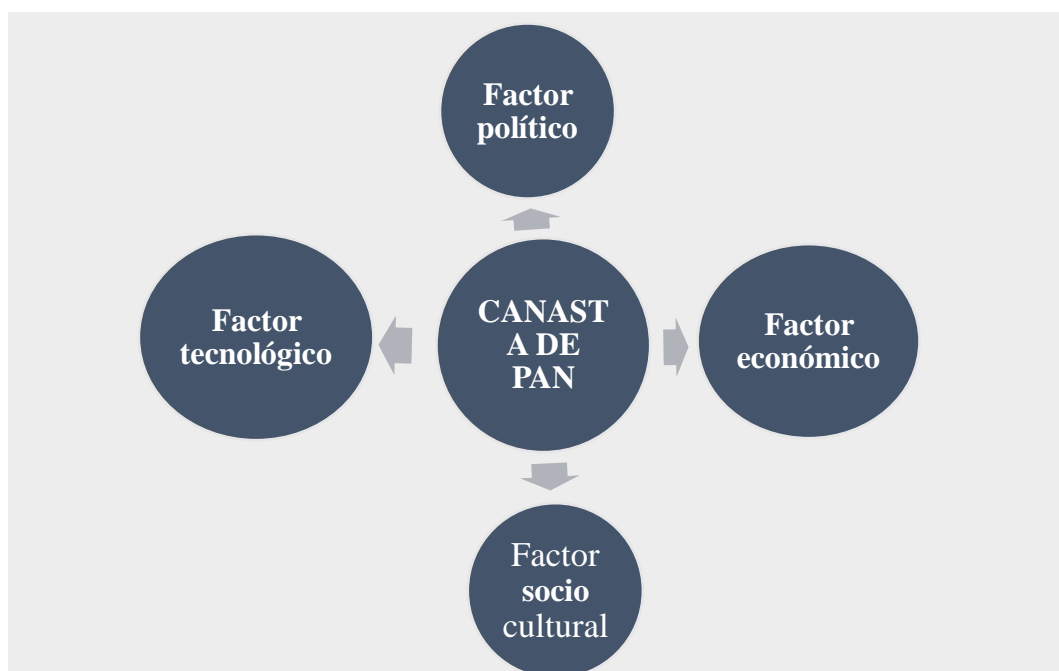 Factor
político
Factor
tecnológico
CANAST
A DE
PAN
Factor
económico
Factor
socio
cultural